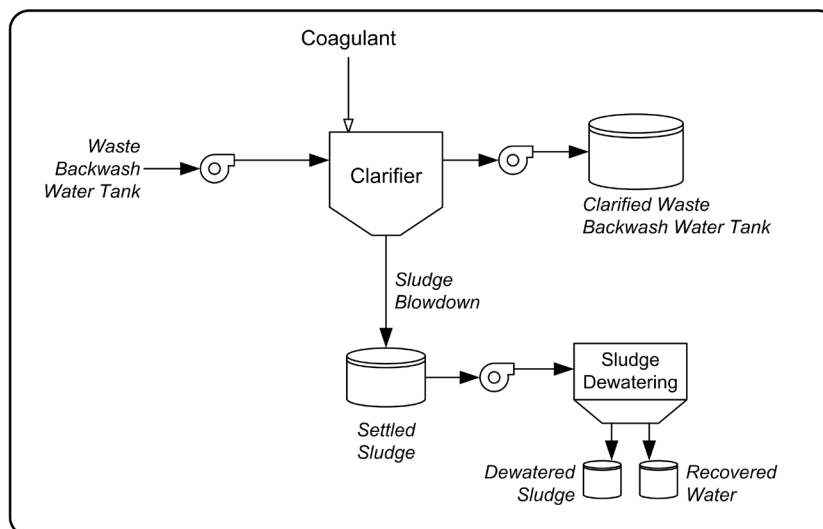 Coagulant
Waste
Backwash
Water Tank
Clarifier
Clarified Waste
Backwash Water Tank
Sludge
Blowdown
Settled
Sludge
Sludge
Dewatering
Dewatered
Sludge
Recovered
Water